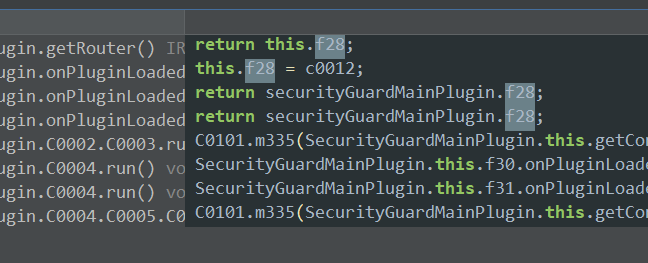 return this.f28;
ugin.getRouter() IR
this.f28 = c0012;
ugin.onPluginLoaded
return securityGuardMainPlugin.f28;
ugin.onPluginLoaded
return securityGuardMainPlugin.f28;
ugin.onPluginLoaded
C0101.m335(SecurityGuardMainPlugin.this.getCon
ugin.C0002.C0003.ru
SecurityGuardMainPlugin.this.f30.onPluginLoade
ugin.C0004.run() vo
SecurityGuardMainPlugin.this.f31.onPluginLoade
ugin.C0004.run() vo
C0101.m335(SecurityGuardMainPlugin.this.getCon
ugin.C0004.C0005.C0